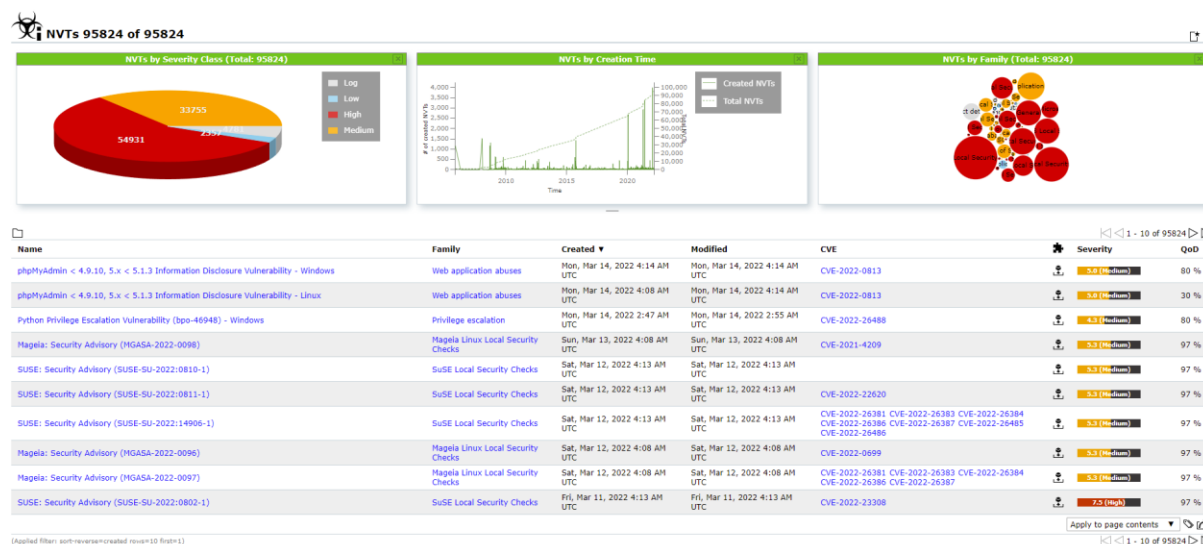 NVTs 95824 of 95824
NVTs by Severity Class (Total: 95824)
33755
54931
2357
Log
Low
High
Medium
NVTs by Creation Time
4,000
3,500
3,000
2,500
2,000
1,500
1,000
500
0
# of created NVTs
2010
2015
2020
Time
100,000
90,000
80,000
70,000
60,000
50,000
40,000
30,000
20,000
10,000
0
Total NVTs
Created NVTs
Total NVTs
NVTs by Family (Total: 95824)
1 - 10 of 95824
Name Family Created ▼ Modified CVE Severity QoD
phpMyAdmin < 4.9.10, 5.x < 5.1.3 Information Disclosure Vulnerability - Windows Web application abuses Mon, Mar 14, 2022 4:14 AM UTC Mon, Mar 14, 2022 4:14 AM UTC CVE-2022-0813 5.0 (Medium) 80 %
phpMyAdmin < 4.9.10, 5.x < 5.1.3 Information Disclosure Vulnerability - Linux Web application abuses Mon, Mar 14, 2022 4:08 AM UTC Mon, Mar 14, 2022 4:14 AM UTC CVE-2022-0813 5.0 (Medium) 30 %
Python Privilege Escalation Vulnerability (bpo-46948) - Windows Privilege escalation Mon, Mar 14, 2022 2:47 AM UTC Mon, Mar 14, 2022 2:55 AM UTC CVE-2022-26488 4.3 (Medium) 80 %
Mageia: Security Advisory (MGASA-2022-0098) Mageia Linux Local Security Checks Sun, Mar 13, 2022 4:08 AM UTC Sun, Mar 13, 2022 4:08 AM UTC CVE-2021-4209 5.3 (Medium) 97 %
SUSE: Security Advisory (SUSE-SU-2022:0810-1) SuSE Local Security Checks Sat, Mar 12, 2022 4:13 AM UTC Sat, Mar 12, 2022 4:13 AM UTC 5.3 (Medium) 97 %
SUSE: Security Advisory (SUSE-SU-2022:0811-1) SuSE Local Security Checks Sat, Mar 12, 2022 4:13 AM UTC Sat, Mar 12, 2022 4:13 AM UTC CVE-2022-22620 5.3 (Medium) 97 %
SUSE: Security Advisory (SUSE-SU-2022:14906-1) SuSE Local Security Checks Sat, Mar 12, 2022 4:13 AM UTC Sat, Mar 12, 2022 4:13 AM UTC CVE-2022-26381 CVE-2022-26383 CVE-2022-26384 CVE-2022-26386 CVE-2022-26387 CVE-2022-26485 CVE-2022-26486 5.3 (Medium) 97 %
Mageia: Security Advisory (MGASA-2022-0096) Mageia Linux Local Security Checks Sat, Mar 12, 2022 4:08 AM UTC Sat, Mar 12, 2022 4:08 AM UTC CVE-2022-0699 5.3 (Medium) 97 %
Mageia: Security Advisory (MGASA-2022-0097) Mageia Linux Local Security Checks Sat, Mar 12, 2022 4:08 AM UTC Sat, Mar 12, 2022 4:08 AM UTC CVE-2022-26381 CVE-2022-26383 CVE-2022-26384 CVE-2022-26386 CVE-2022-26387 5.3 (Medium) 97 %
SUSE: Security Advisory (SUSE-SU-2022:0802-1) SuSE Local Security Checks Fri, Mar 11, 2022 4:13 AM UTC Fri, Mar 11, 2022 4:13 AM UTC CVE-2022-23308 7.5 (High) 97 %
Apply to page contents ▼
(Applied filter: sort-reverse=created rows=10 first=1)
1 - 10 of 95824